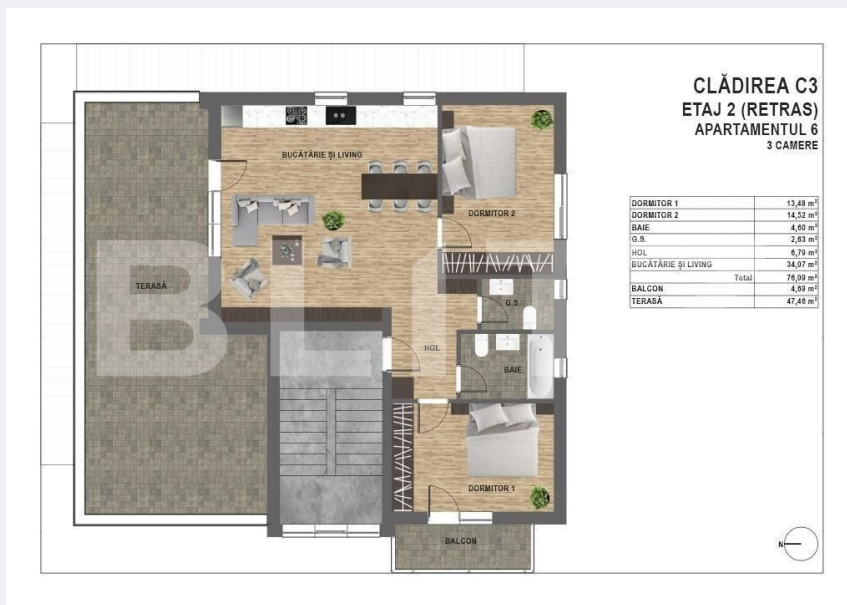 CLĂDIREA C3
ETAJ 2 (RETRAS)
APARTAMENTUL 6
3 CAMERE
DORMITOR 1 13,48 m²
DORMITOR 2 14,52 m²
BAIE 4,60 m²
G.S. 2,63 m²
HOL 6,79 m²
BUCĂTĂRIE ȘI LIVING 34,07 m²
Total 76,09 m²
BALCON 4,69 m²
TERASĂ 47,46 m²
BUCĂTĂRIE ȘI LIVING
DORMITOR 2
TERASĂ
G.S.
HOL
BAIE
DORMITOR 1
BALCON
N